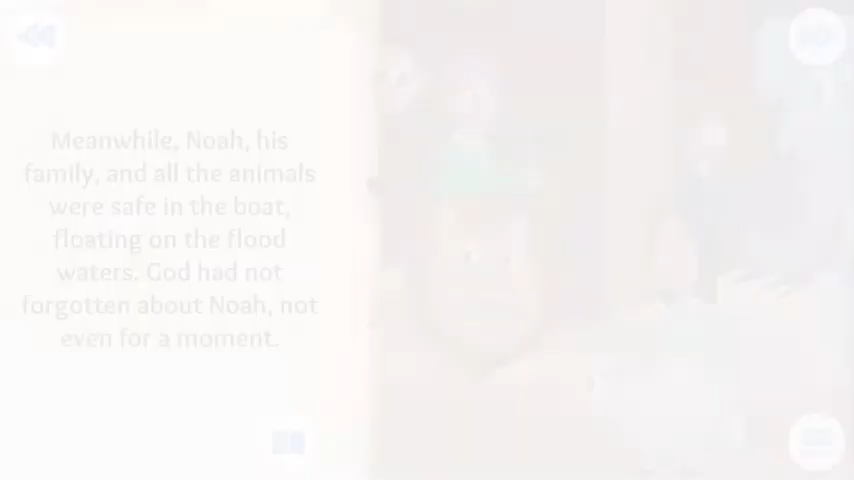 Meanwhile, Noah, his
family, and all the animals
were safe in the boat,
floating on the flood
waters. God had not
forgotten about Noah, not
even for a moment.